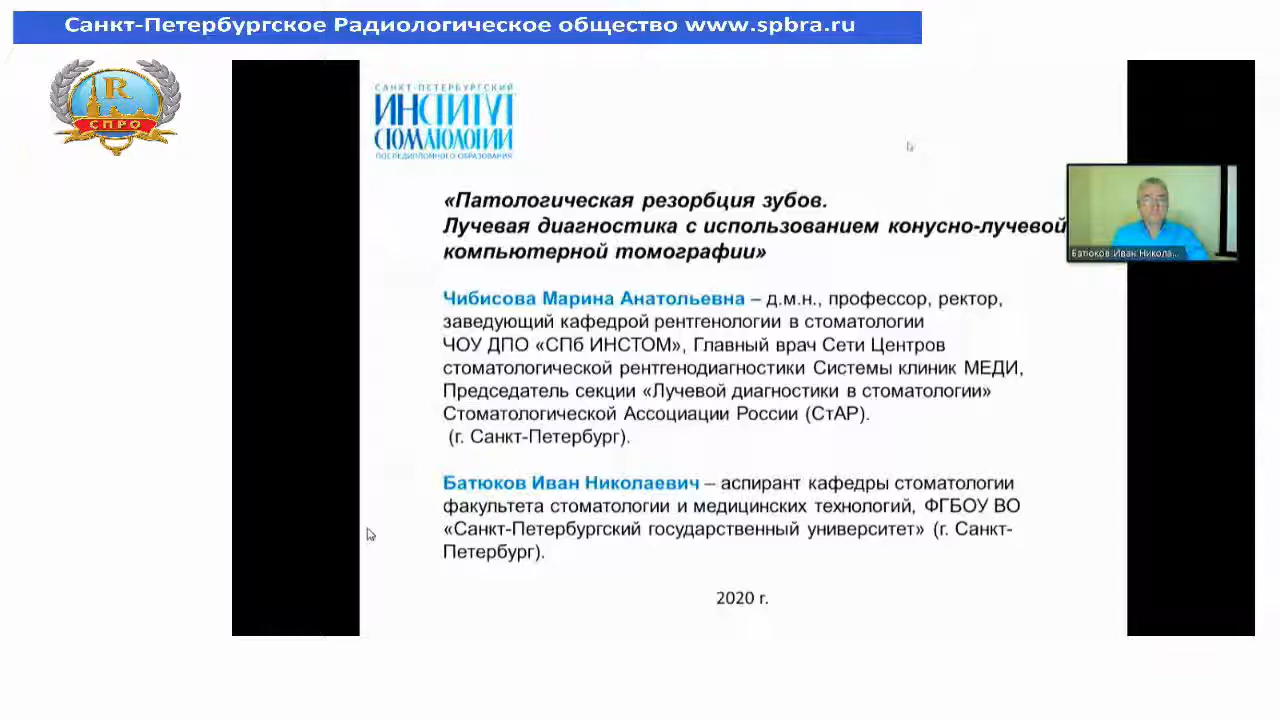 Санкт-Петербургское Радиологическое общество www.spbra.ru
R
СПРО
САНКТ-ПЕТЕРБУРГСКИЙ
ИНСТИТУТ
СТОМАТОЛОГИИ
ПОСЛЕДИПЛОМНОГО ОБРАЗОВАНИЯ
«Патологическая резорбция зубов.
Лучевая диагностика с использованием конусно-лучевой
компьютерной томографии»
Батюков Иван Никола...
Чибисова Марина Анатольевна – д.м.н., профессор, ректор,
заведующий кафедрой рентгенологии в стоматологии
ЧОУ ДПО «СПб ИНСТОМ», Главный врач Сети Центров
стоматологической рентгенодиагностики Системы клиник МЕДИ,
Председатель секции «Лучевой диагностики в стоматологии»
Стоматологической Ассоциации России (СтАР).
(г. Санкт-Петербург).
Батюков Иван Николаевич – аспирант кафедры стоматологии
факультета стоматологии и медицинских технологий, ФГБОУ ВО
«Санкт-Петербургский государственный университет» (г. Санкт-
Петербург).
2020 г.